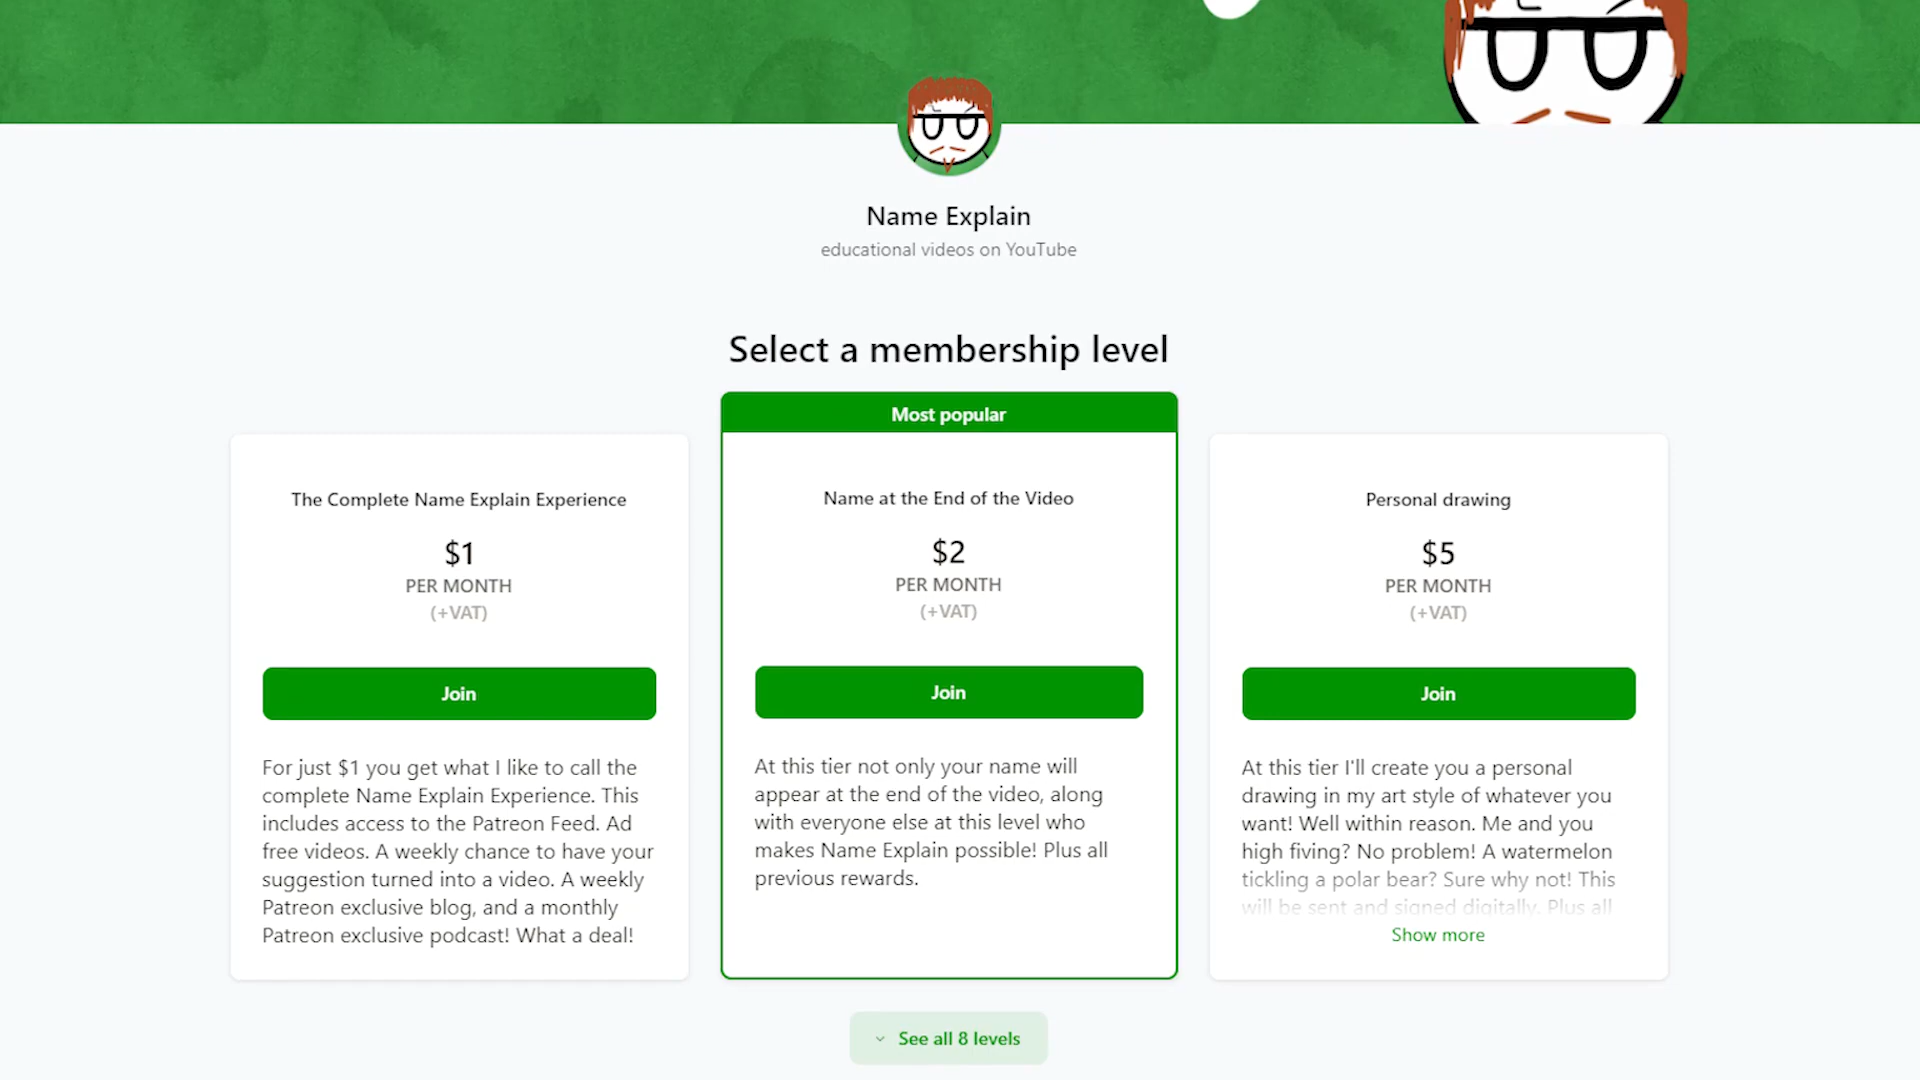 Name Explain
educational videos on YouTube
Select a membership level
Most popular
The Complete Name Explain Experience
$1
PER MONTH
(+VAT)
Join
For just $1 you get what I like to call the
complete Name Explain Experience. This
includes access to the Patreon Feed. Ad
free videos. A weekly chance to have your
suggestion turned into a video. A weekly
Patreon exclusive blog, and a monthly
Patreon exclusive podcast! What a deal!
Name at the End of the Video
$2
PER MONTH
(+VAT)
Join
At this tier not only your name will
appear at the end of the video, along
with everyone else at this level who
makes Name Explain possible! Plus all
previous rewards.
Personal drawing
$5
PER MONTH
(+VAT)
Join
At this tier I'll create you a personal
drawing in my art style of whatever you
want! Well within reason. Me and you
high fiving? No problem! A watermelon
tickling a polar bear? Sure why not! This
will be sent and signed digitally. Plus all
Show more
See all 8 levels